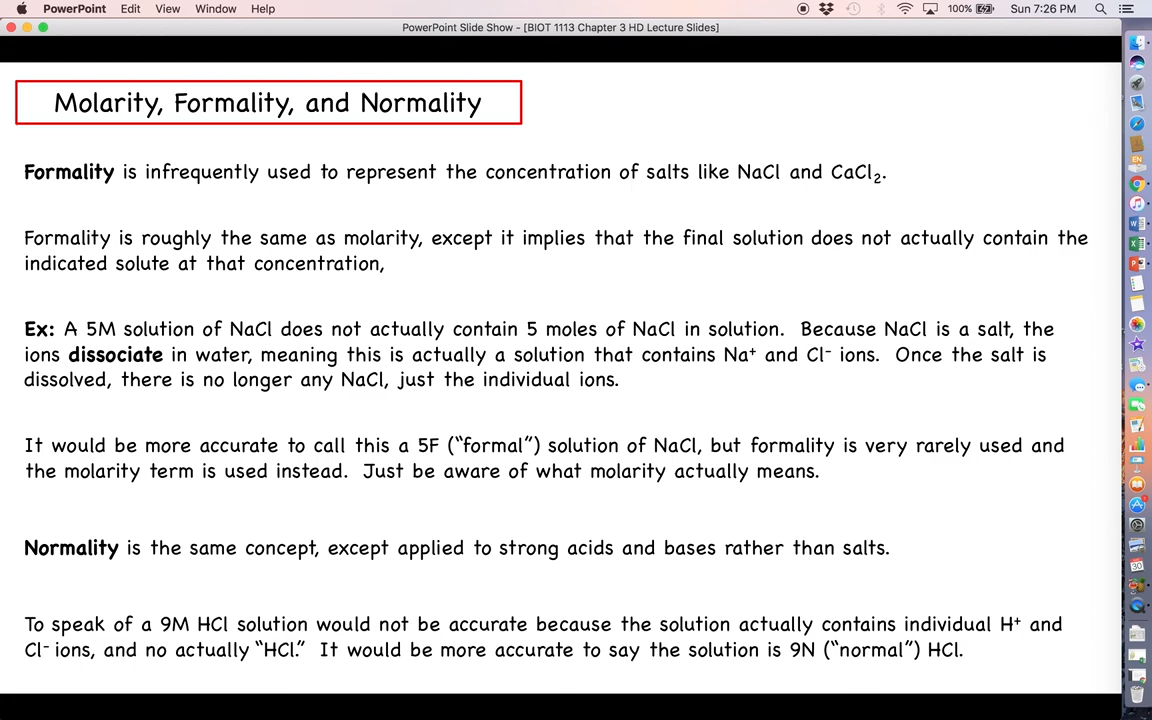 PowerPoint Edit View Window Help 100% Sun 7:26 PM
PowerPoint Slide Show - [BIOT 1113 Chapter 3 HD Lecture Slides]
Molarity, Formality, and Normality
Formality is infrequently used to represent the concentration of salts like NaCl and CaCl₂.
Formality is roughly the same as molarity, except it implies that the final solution does not actually contain the
indicated solute at that concentration,
Ex: A 5M solution of NaCl does not actually contain 5 moles of NaCl in solution. Because NaCl is a salt, the
ions dissociate in water, meaning this is actually a solution that contains Na⁺ and Cl⁻ ions. Once the salt is
dissolved, there is no longer any NaCl, just the individual ions.
It would be more accurate to call this a 5F (“formal”) solution of NaCl, but formality is very rarely used and
the molarity term is used instead. Just be aware of what molarity actually means.
Normality is the same concept, except applied to strong acids and bases rather than salts.
To speak of a 9M HCl solution would not be accurate because the solution actually contains individual H⁺ and
Cl⁻ ions, and no actually “HCl.” It would be more accurate to say the solution is 9N (“normal”) HCl.
EN
30